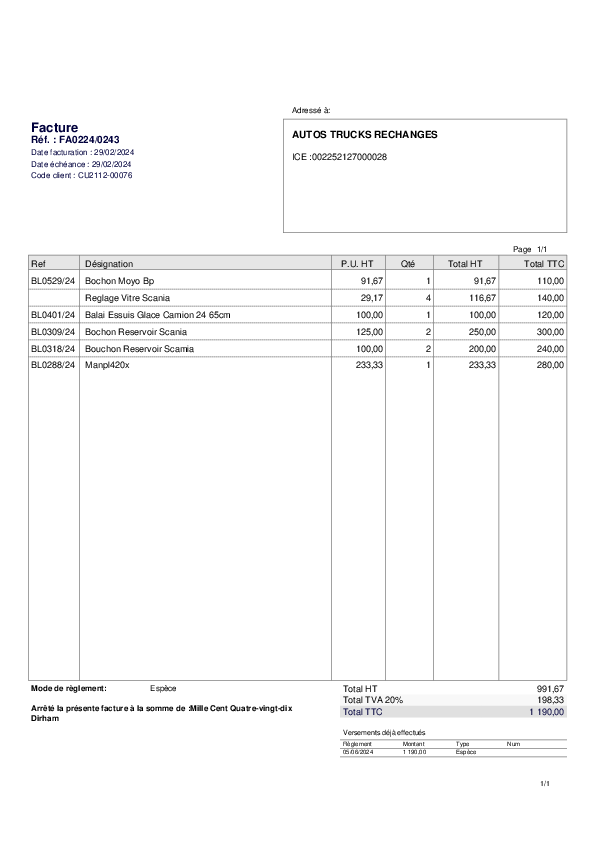 Adressé à:
Facture
Réf. : FA0224/0243
Date facturation : 29/02/2024
Date échéance : 29/02/2024
Code client : CU2112-00076
AUTOS TRUCKS RECHANGES
ICE :002252127000028
Page 1/1
Ref Désignation P.U. HT Qté Total HT Total TTC
BL0529/24 Bochon Moyo Bp 91,67 1 91,67 110,00
Reglage Vitre Scania 29,17 4 116,67 140,00
BL0401/24 Balai Essuis Glace Camion 24 65cm 100,00 1 100,00 120,00
BL0309/24 Bochon Reservoir Scania 125,00 2 250,00 300,00
BL0318/24 Bouchon Reservoir Scamia 100,00 2 200,00 240,00
BL0288/24 Manpl420x 233,33 1 233,33 280,00
Mode de règlement: Espèce
Arrêté la présente facture à la somme de :Mille Cent Quatre-vingt-dix
Dirham
Total HT 991,67
Total TVA 20% 198,33
Total TTC 1 190,00
Versements déjà effectués
Règlement Montant Type Num
05/06/2024 1 190,00 Espèce
1/1